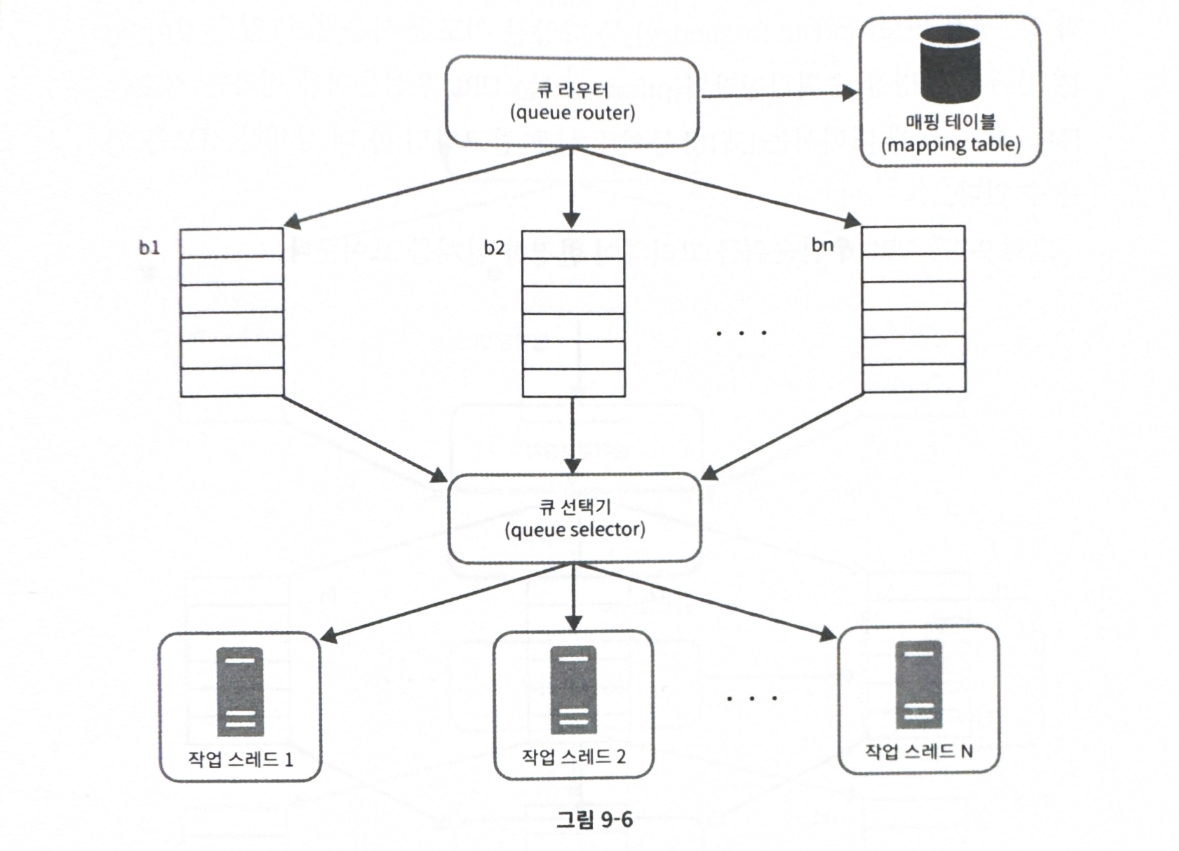 큐 라우터
(queue router)
매핑 테이블
(mapping table)
b1
b2
bn
. . .
큐 선택기
(queue selector)
작업 스레드 1
작업 스레드 2
. . .
작업 스레드 N
그림 9-6